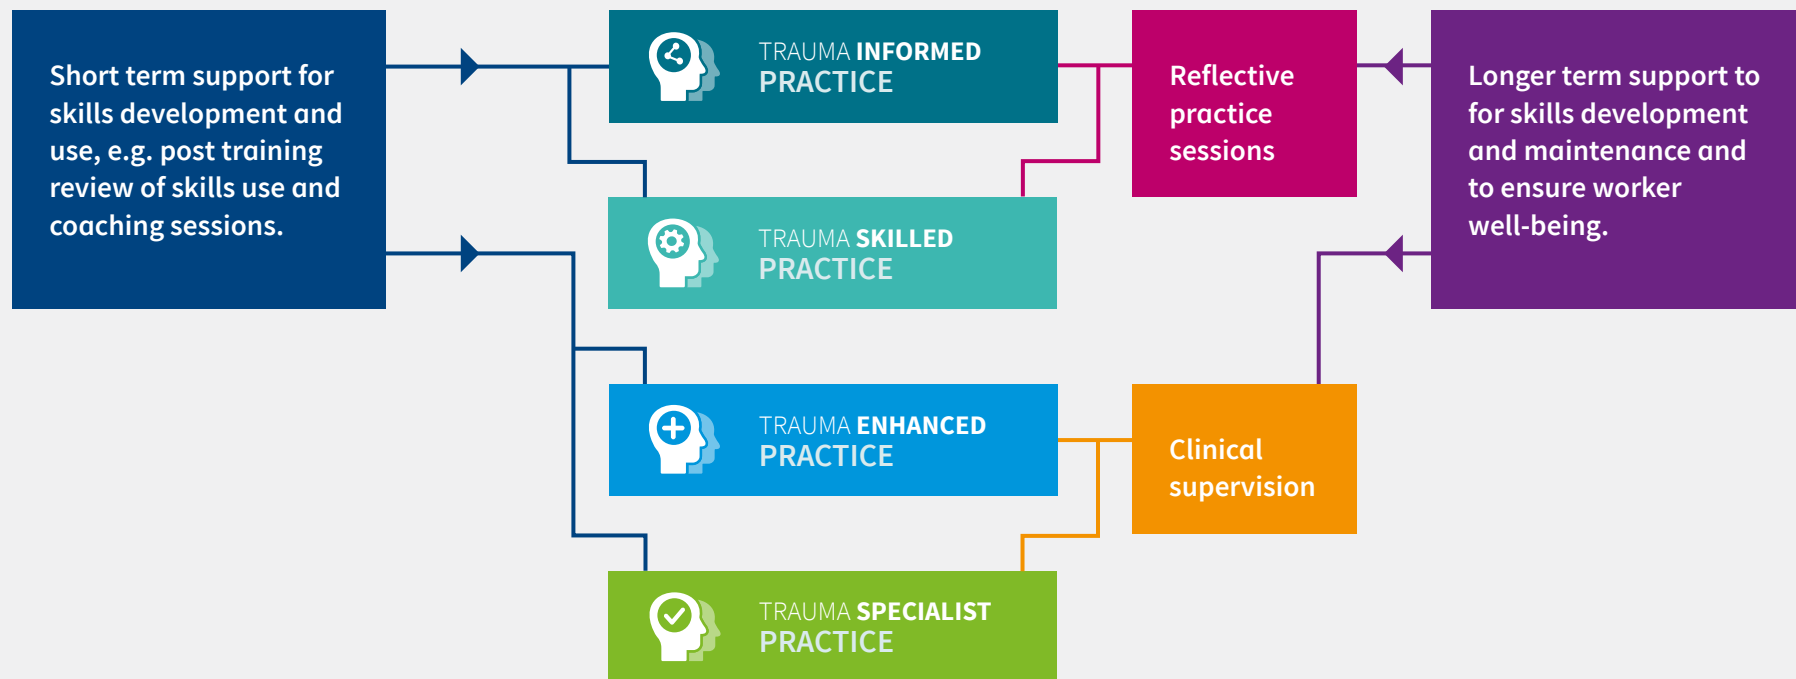 Short term support for
skills development and
use, e.g. post training
review of skills use and
coaching sessions.
TRAUMA INFORMED
PRACTICE
TRAUMA SKILLED
PRACTICE
TRAUMA ENHANCED
PRACTICE
TRAUMA SPECIALIST
PRACTICE
Reflective
practice
sessions
Clinical
supervision
Longer term support to
for skills development
and maintenance and
to ensure worker
well-being.